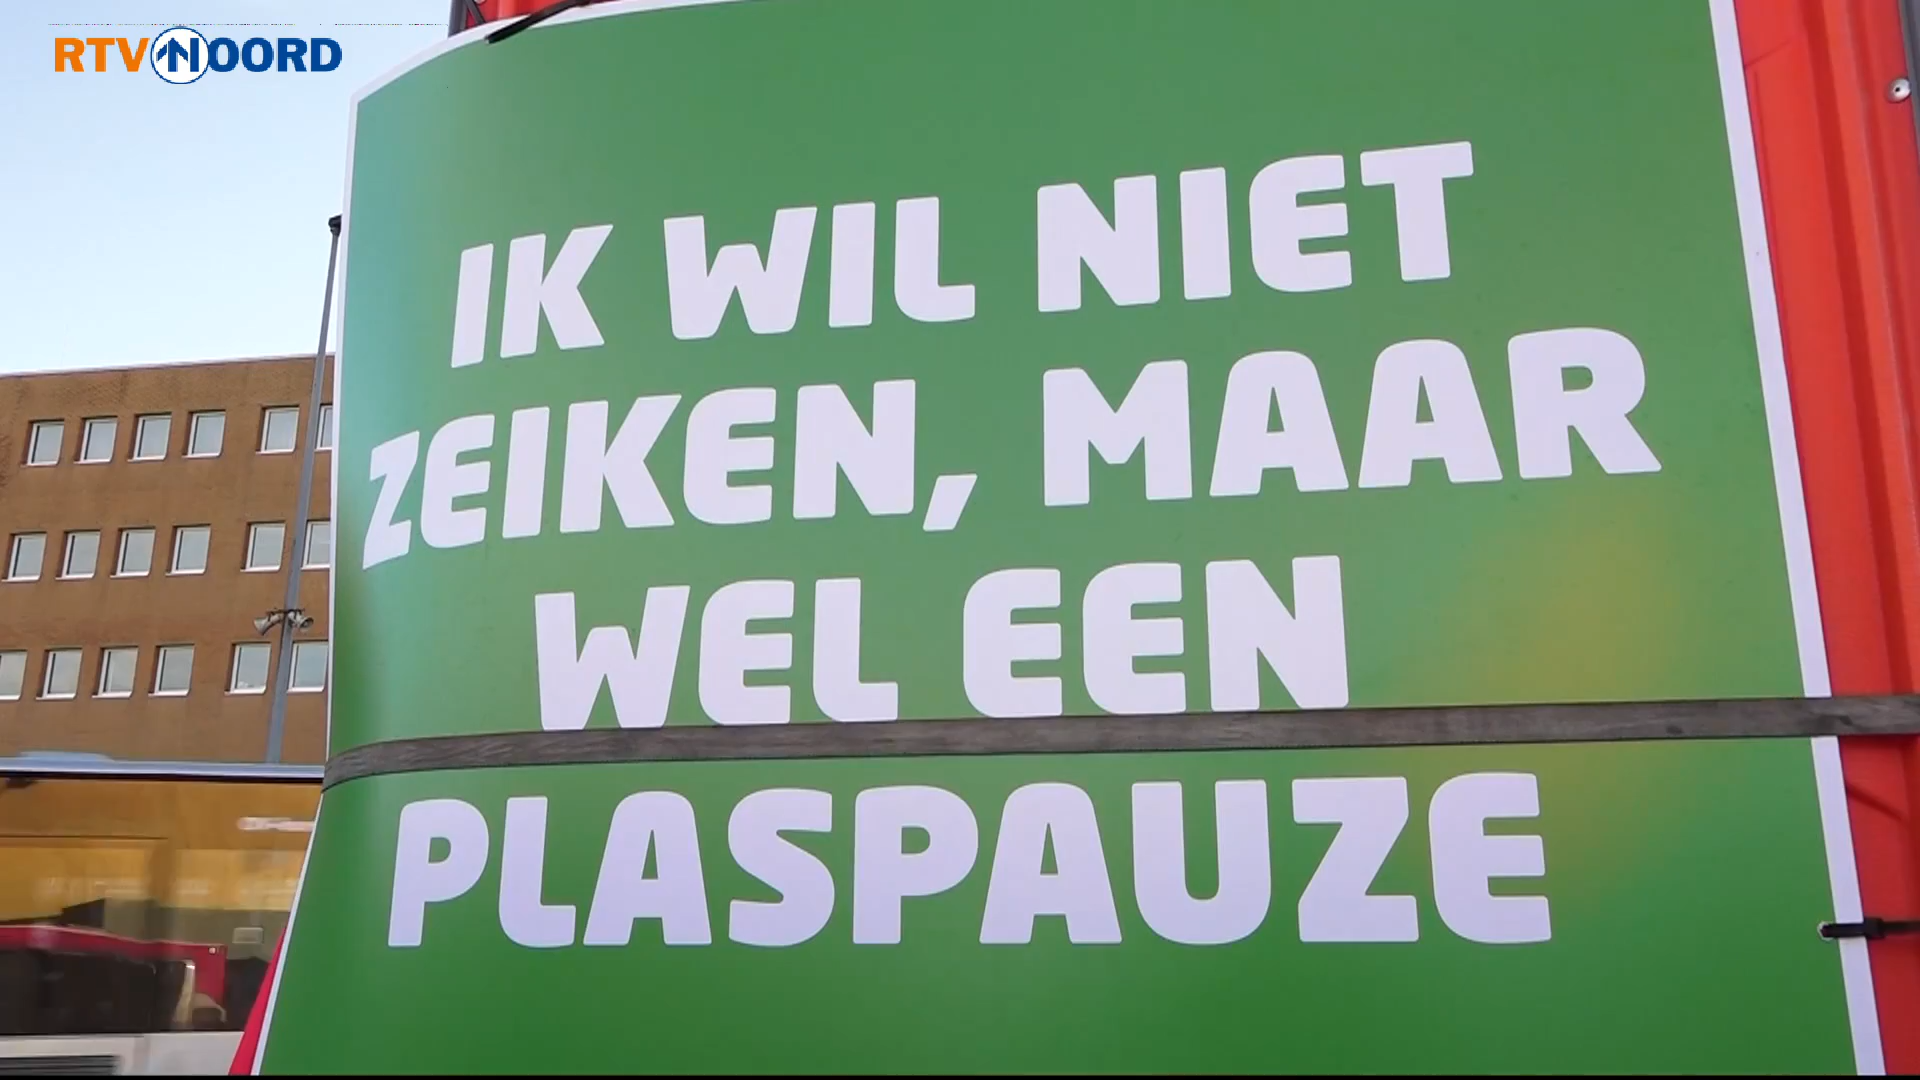 RTV NOORD
IK WIL NIET
ZEIKEN, MAAR
WEL EEN
PLASPAUZE